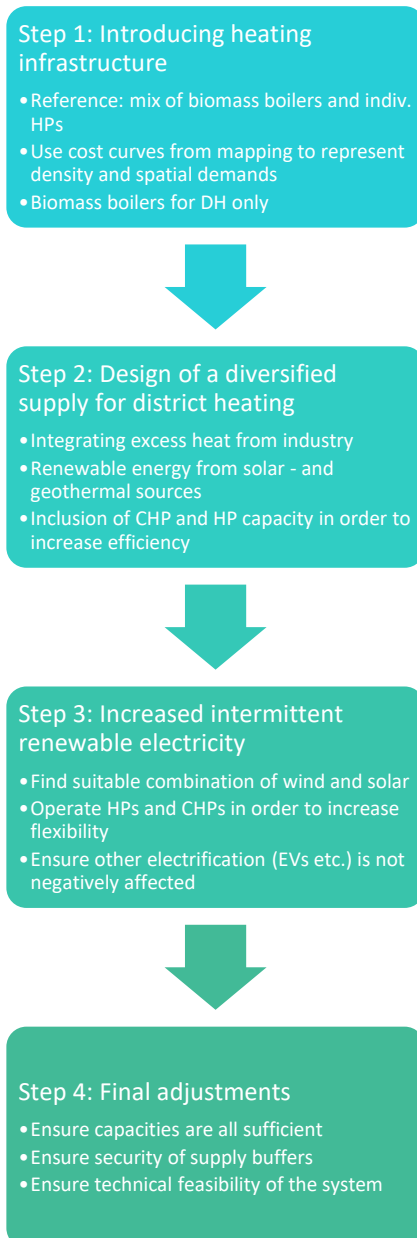 Step 1: Introducing heating
infrastructure
•Reference: mix of biomass boilers and indiv.
HPs
•Use cost curves from mapping to represent
density and spatial demands
•Biomass boilers for DH only
Step 2: Design of a diversified
supply for district heating
•Integrating excess heat from industry
•Renewable energy from solar - and
geothermal sources
•Inclusion of CHP and HP capacity in order to
increase efficiency
Step 3: Increased intermittent
renewable electricity
•Find suitable combination of wind and solar
•Operate HPs and CHPs in order to increase
flexibility
•Ensure other electrification (EVs etc.) is not
negatively affected
Step 4: Final adjustments
•Ensure capacities are all sufficient
•Ensure security of supply buffers
•Ensure technical feasibility of the system